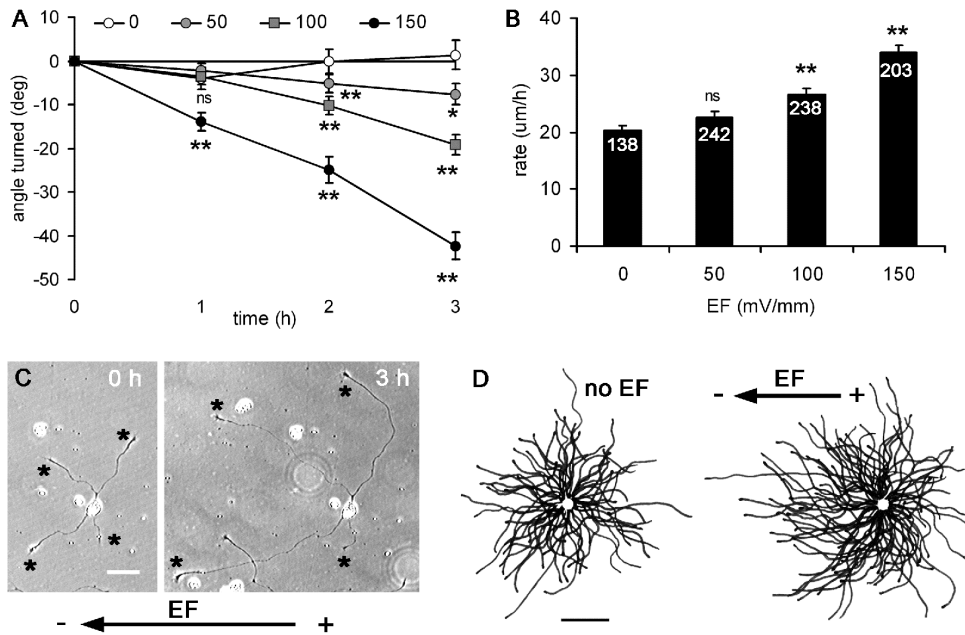 A
0 50 100 150
10
0
-10
-20
-30
-40
-50
angle turned (deg)
ns
**
**
**
**
*
**
**
0 1 2 3
time (h)
B
40
30
20
10
0
rate (um/h)
138
ns
242
**
238
**
203
0 50 100 150
EF (mV/mm)
C
0 h
3 h
* * * *
* * * *
EF
- +
D
no EF
EF
- +